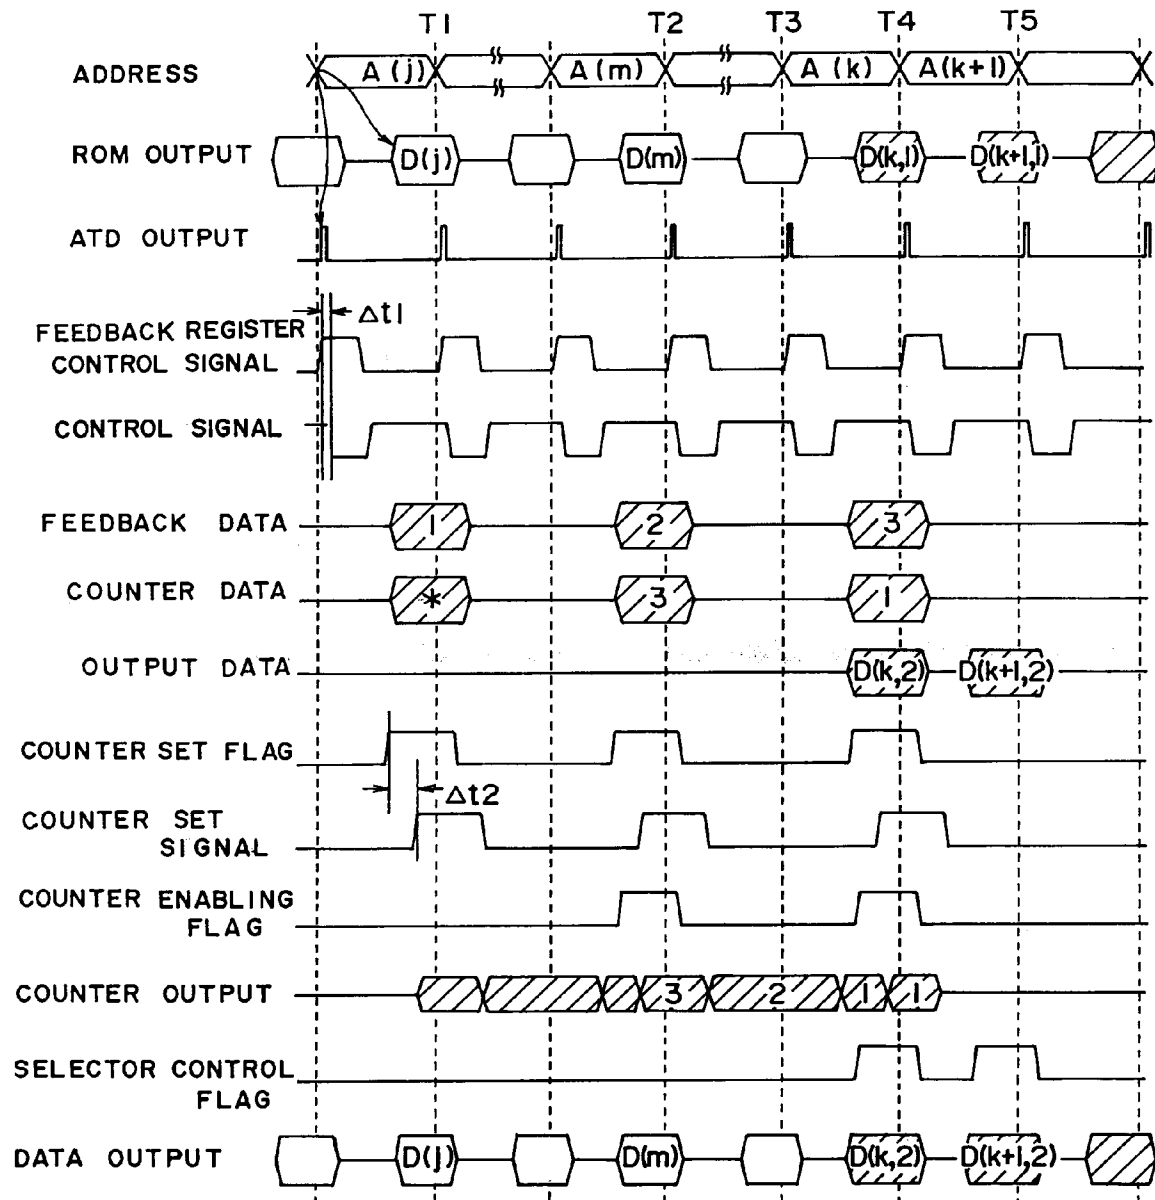 T1 T2 T3 T4 T5
ADDRESS A(j) A(m) A(k) A(k+1)
ROM OUTPUT D(j) D(m) D(k,1) D(k+1,1)
ATD OUTPUT
Δt1
FEEDBACK REGISTER
CONTROL SIGNAL
CONTROL SIGNAL
FEEDBACK DATA 1 2 3
COUNTER DATA * 3 1
OUTPUT DATA D(k,2) D(k+1,2)
COUNTER SET FLAG
Δt2
COUNTER SET
SIGNAL
COUNTER ENABLING
FLAG
COUNTER OUTPUT 3 2 1 1
SELECTOR CONTROL
FLAG
DATA OUTPUT D(j) D(m) D(k,2) D(k+1,2)